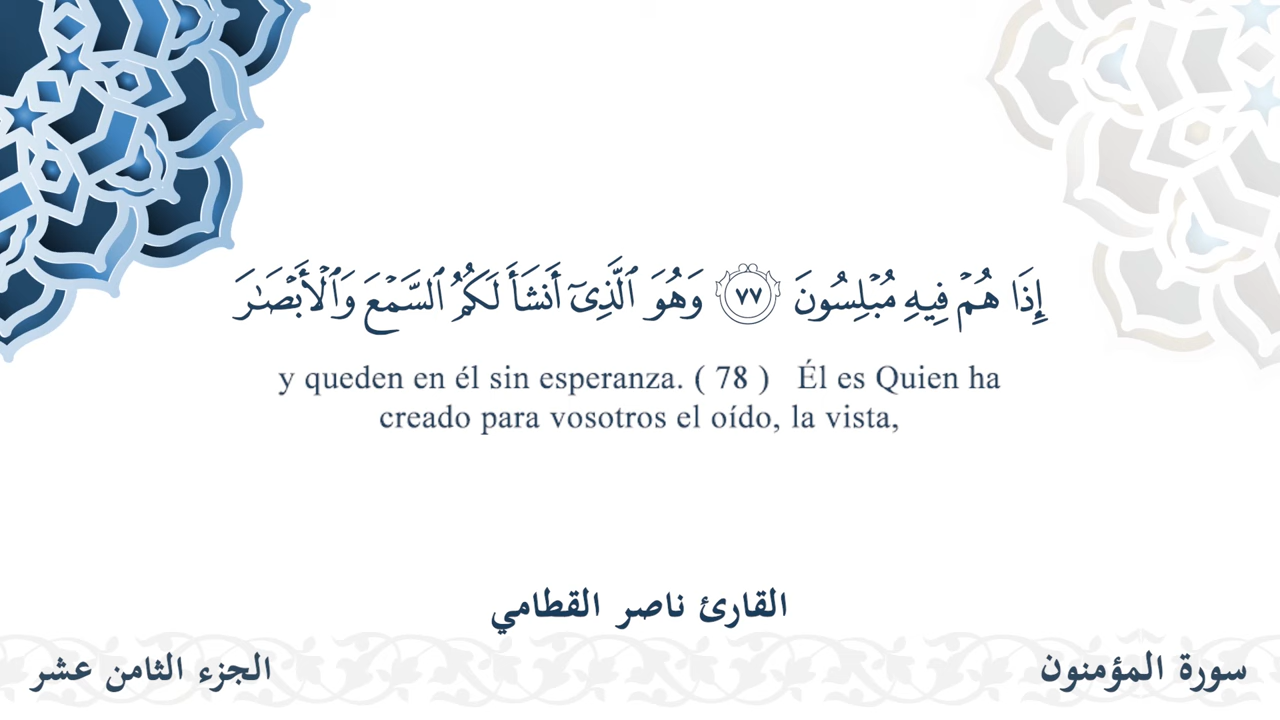 إِذَا هُمْ فِيهِ مُبْلِسُونَ ۝٧٧ وَهُوَ ٱلَّذِىٓ أَنشَأَ لَكُمُ ٱلسَّمْعَ وَٱلْأَبْصَـٰرَ
y queden en él sin esperanza. ( 78 ) Él es Quien ha
creado para vosotros el oído, la vista,
القارئ ناصر القطامي
سورة المؤمنون
الجزء الثامن عشر